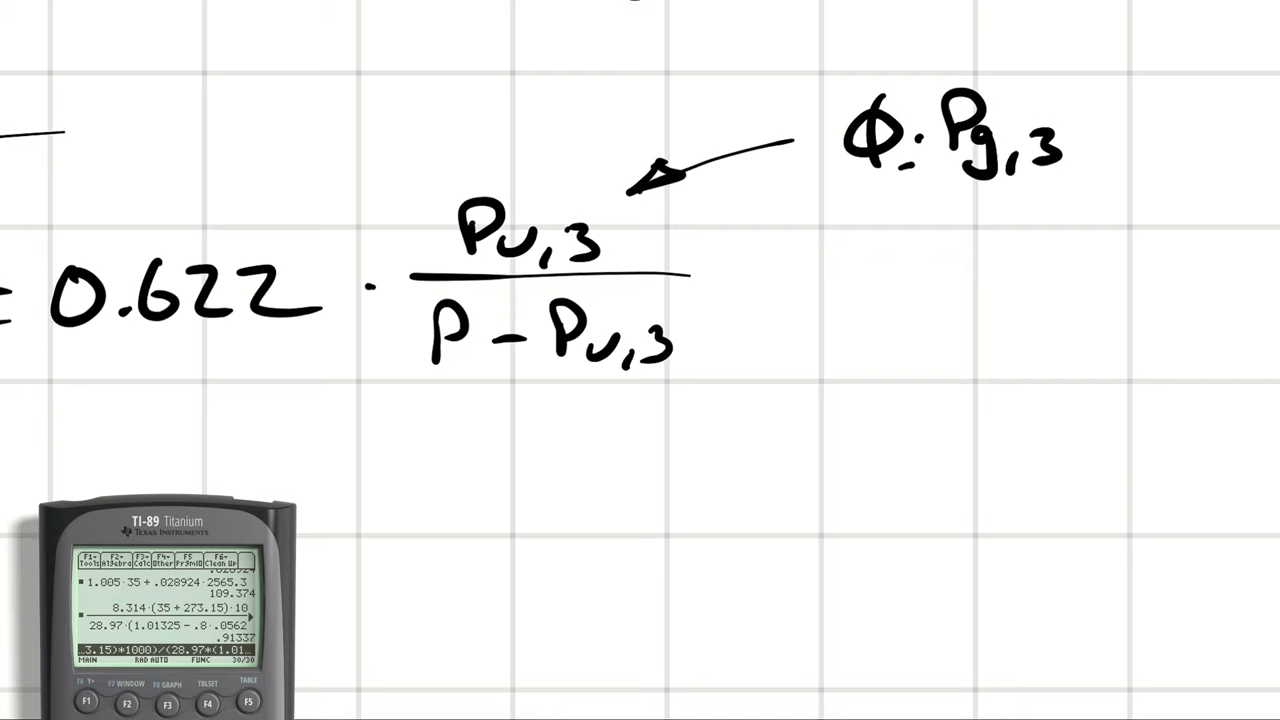 ϕ · Pg,3
Pv,3
= 0.622 ·
P - Pv,3
TI-89 Titanium
TEXAS INSTRUMENTS
F1 F2 F3 F4 F5 F6
Tools Algebra Calc Other PrgmIO Clean Up
1.005·35 + .028924·2565.3
109.374
8.314·(35 + 273.15)·10
28.97·(1.01325 - .8·.0562
.91337
...3.15)*1000)/(28.97*(1.01...
MAIN RAD AUTO FUNC 30/30
F6 Y= F7 WINDOW F8 GRAPH TBLSET TABLE
F1 F2 F3 F4 F5